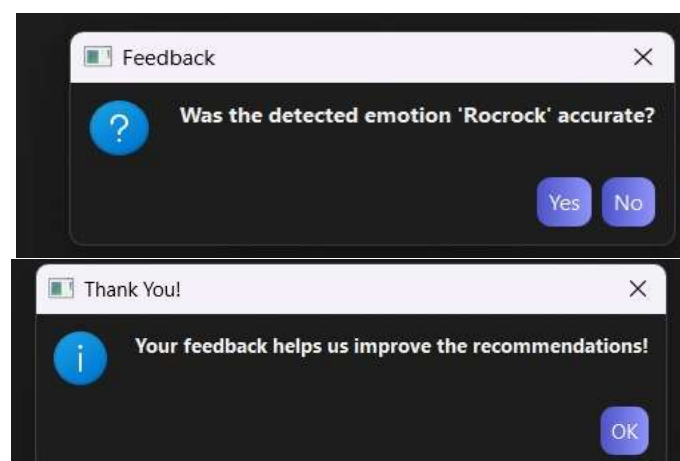 Feedback
Was the detected emotion 'Rocrock' accurate?
Yes No
Thank You!
Your feedback helps us improve the recommendations!
OK